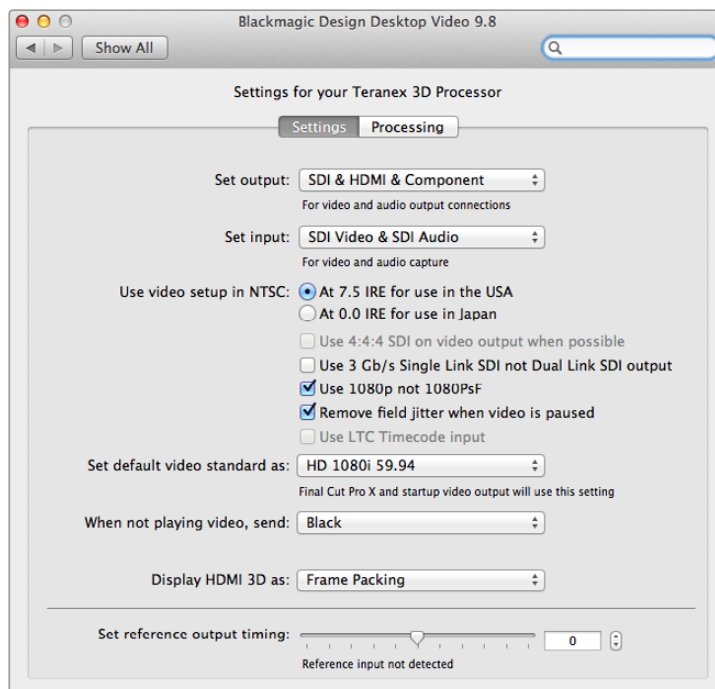 Blackmagic Design Desktop Video 9.8
Show All
Settings for your Teranex 3D Processor
Settings Processing
Set output: SDI & HDMI & Component
For video and audio output connections
Set input: SDI Video & SDI Audio
For video and audio capture
Use video setup in NTSC: At 7.5 IRE for use in the USA
At 0.0 IRE for use in Japan
Use 4:4:4 SDI on video output when possible
Use 3 Gb/s Single Link SDI not Dual Link SDI output
Use 1080p not 1080PsF
Remove field jitter when video is paused
Use LTC Timecode input
Set default video standard as: HD 1080i 59.94
Final Cut Pro X and startup video output will use this setting
When not playing video, send: Black
Display HDMI 3D as: Frame Packing
Set reference output timing: 0
Reference input not detected